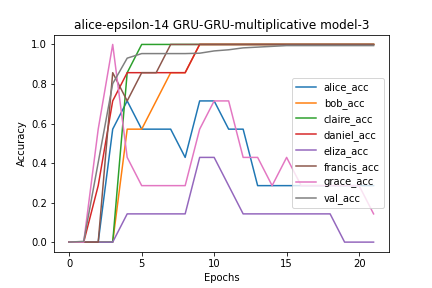 alice-epsilon-14 GRU-GRU-multiplicative model-3
Accuracy
1.0
0.8
0.6
0.4
0.2
0.0
alice_acc
bob_acc
claire_acc
daniel_acc
eliza_acc
francis_acc
grace_acc
val_acc
0
5
10
15
20
Epochs